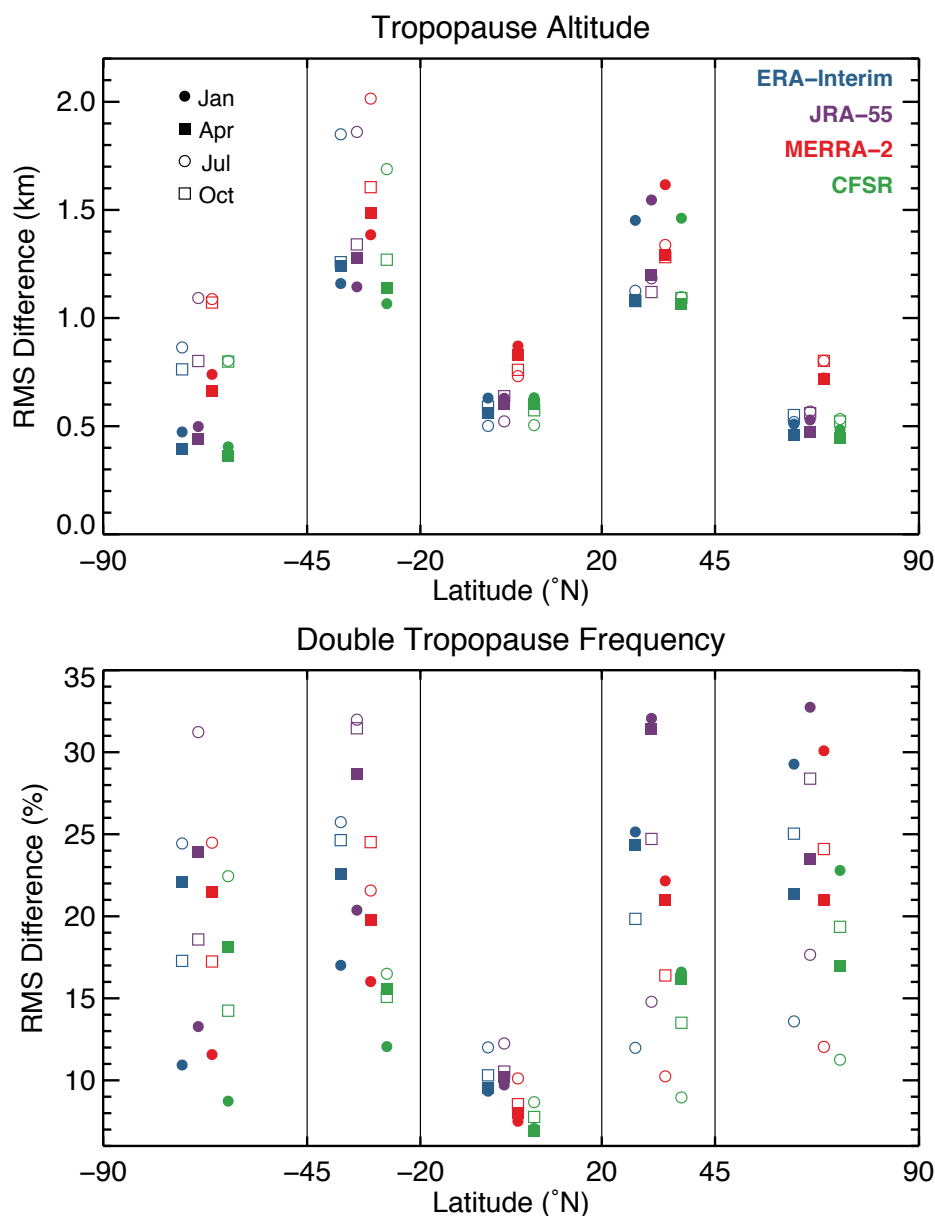 Tropopause Altitude
RMS Difference (km)
2.0
1.5
1.0
0.5
0.0
Jan
Apr
Jul
Oct
ERA−Interim
JRA−55
MERRA−2
CFSR
−90 −45 −20 20 45 90
Latitude (˚N)
Double Tropopause Frequency
RMS Difference (%)
35
30
25
20
15
10
−90 −45 −20 20 45 90
Latitude (˚N)